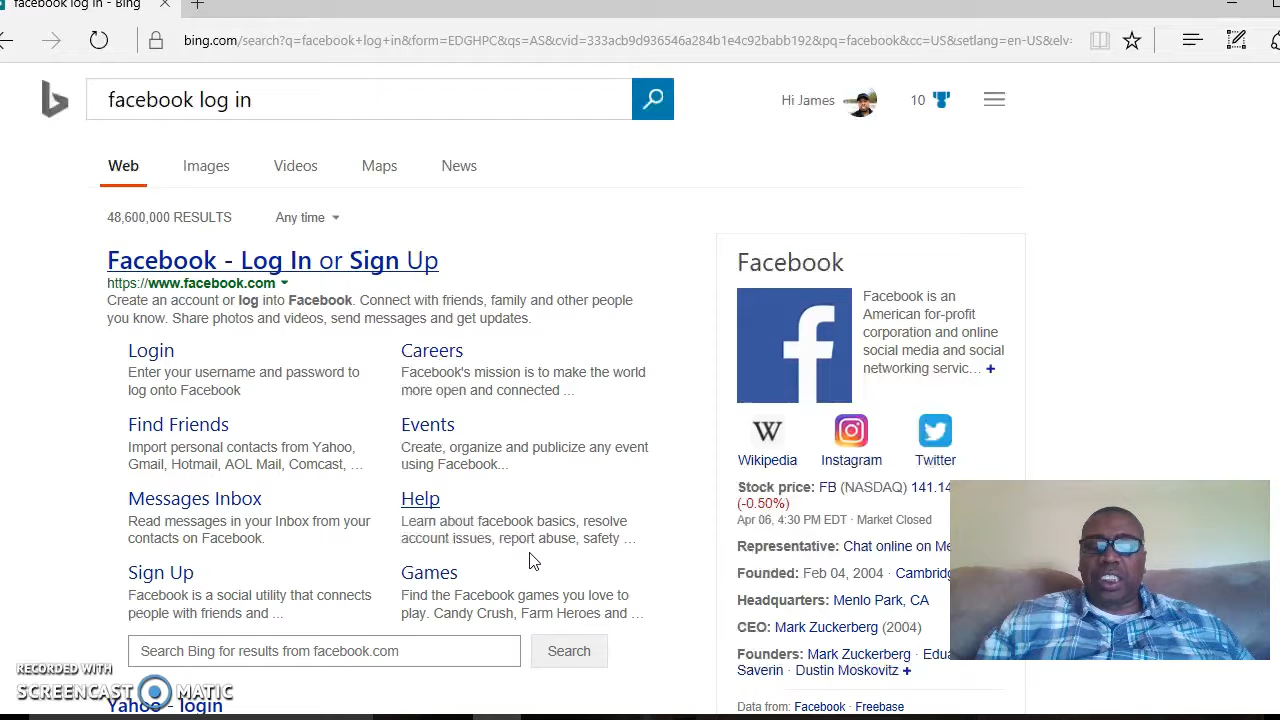 facebook log in - Bing
bing.com/search?q=facebook+log+in&form=EDGHPC&qs=AS&cvid=333acb9d936546a284b1e4c92babb192&pq=facebook&cc=US&setlang=en-US&elv
facebook log in
Hi James
10
Web Images Videos Maps News
48,600,000 RESULTS Any time
Facebook - Log In or Sign Up
https://www.facebook.com
Create an account or log into Facebook. Connect with friends, family and other people
you know. Share photos and videos, send messages and get updates.
Login
Enter your username and password to
log onto Facebook
Careers
Facebook's mission is to make the world
more open and connected ...
Find Friends
Import personal contacts from Yahoo,
Gmail, Hotmail, AOL Mail, Comcast, ...
Events
Create, organize and publicize any event
using Facebook...
Messages Inbox
Read messages in your Inbox from your
contacts on Facebook.
Help
Learn about facebook basics, resolve
account issues, report abuse, safety ...
Sign Up
Facebook is a social utility that connects
people with friends and ...
Games
Find the Facebook games you love to
play. Candy Crush, Farm Heroes and ...
Search Bing for results from facebook.com
Search
Yahoo - login
Facebook
Facebook is an
American for-profit
corporation and online
social media and social
networking servic... +
Wikipedia Instagram Twitter
Stock price: FB (NASDAQ) 141.14
(-0.50%)
Apr 06, 4:30 PM EDT · Market Closed
Representative: Chat online on Me
Founded: Feb 04, 2004 · Cambridg
Headquarters: Menlo Park, CA
CEO: Mark Zuckerberg (2004)
Founders: Mark Zuckerberg · Edua
Saverin · Dustin Moskovitz +
Data from: Facebook · Freebase
RECORDED WITH
SCREENCAST MATIC